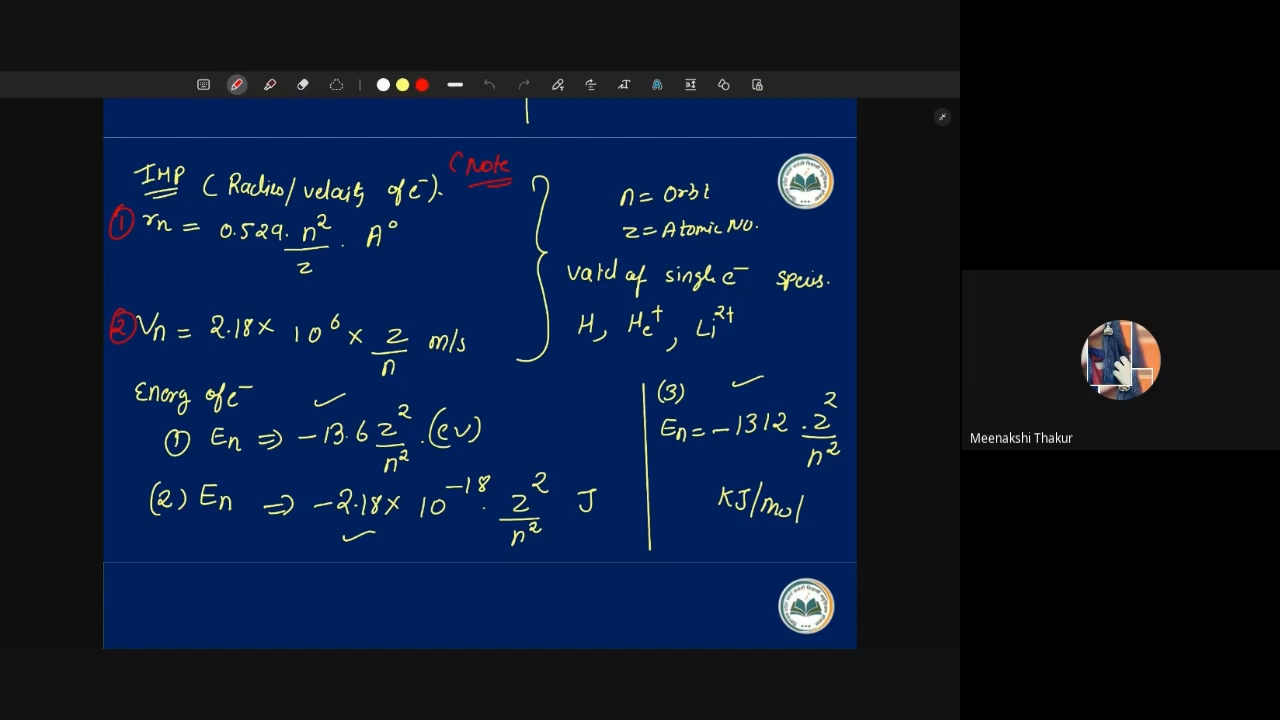 IMP (Radius/velocity of e⁻). (Note
① rn = 0.529. n²/z . A°
② Vn = 2.18 × 10⁶ × z/n m/s
n = Orbit
z = Atomic No.
Valid of single e⁻ species.
H, He⁺, Li²⁺
Energy of e⁻
① En ⇒ -13.6 z²/n² . (eV)
(2) En ⇒ -2.18 × 10⁻¹⁸ . z²/n² J
(3)
En = -1312 . z²/n²
KJ/mol
Meenakshi Thakur